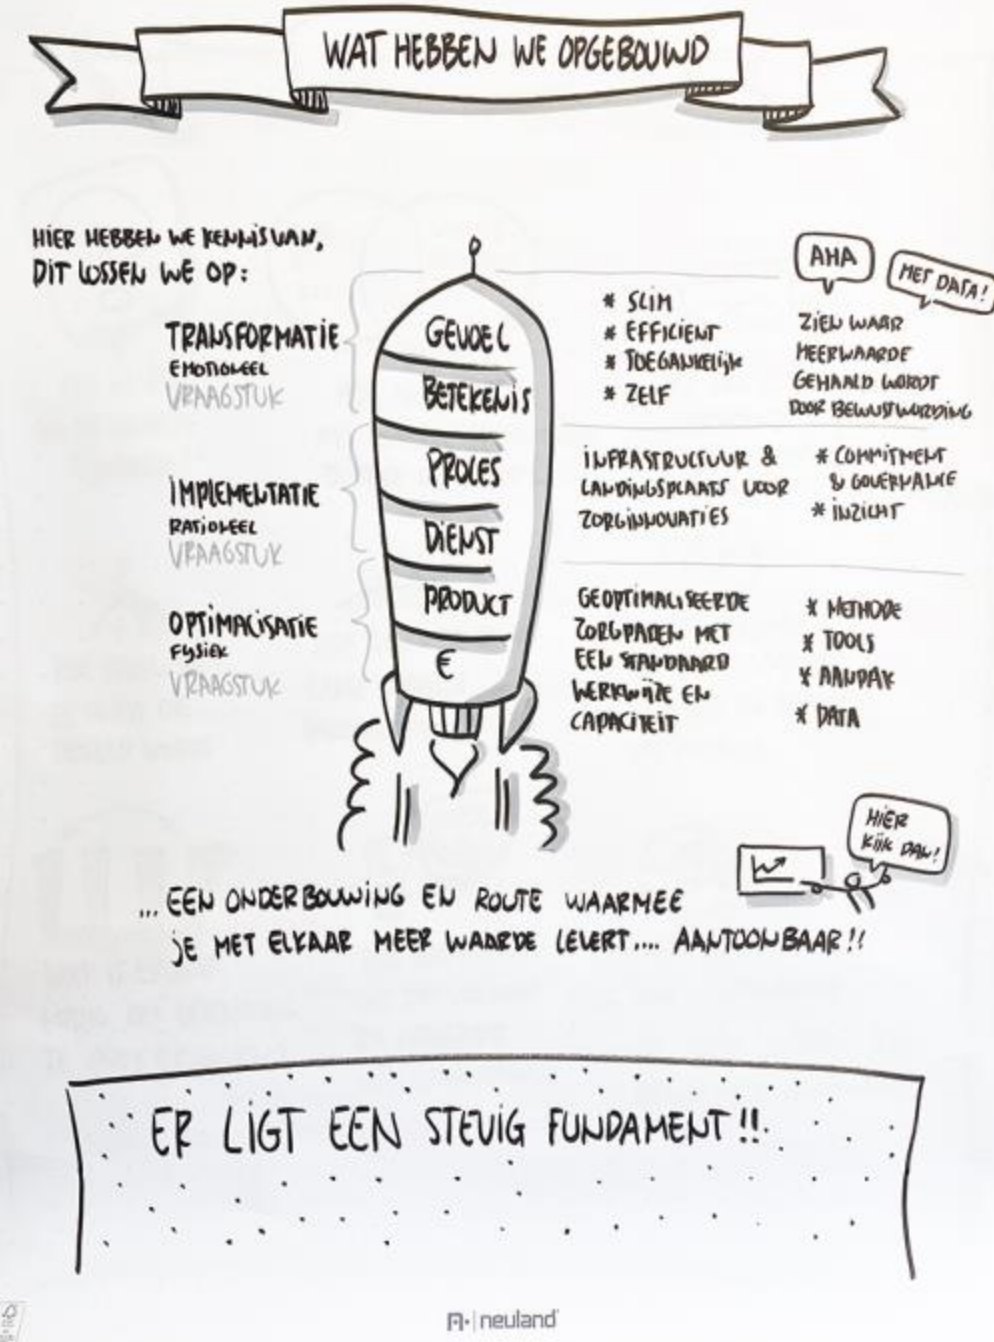 WAT HEBBEN WE OPGEBOUWD
HIER HEBBEN WE KENNIS VAN,
DIT LOSSEN WE OP:
TRANSFORMATIE
EMOTIONEEL
VRAAGSTUK
IMPLEMENTATIE
RATIONEEL
VRAAGSTUK
OPTIMALISATIE
FYSIEK
VRAAGSTUK
GEVOEL
BETEKENIS
PROCES
DIENST
PRODUCT
€
* SLIM
* EFFICIENT
* TOEGANKELIJK
* ZELF
AHA
MET DATA!
ZIEN WAAR
MEERWAARDE
GEHAALD WORDT
DOOR BEWUSTWORDING
INFRASTRUCTUUR &
LANDINGSPLAATS VOOR
ZORGINNOVATIES
* COMMITMENT
& GOVERNANCE
* INZICHT
GEOPTIMALISEERDE
ZORGPADEN MET
EEN STANDAARD
WERKWIJZE EN
CAPACITEIT
* METHODE
* TOOLS
* AANPAK
* DATA
HIER
KIJK DAN!
... EEN ONDERBOUWING EN ROUTE WAARMEE
JE MET ELKAAR MEER WAARDE LEVERT.... AANTOONBAAR!!
ER LIGT EEN STEVIG FUNDAMENT!!
neuland